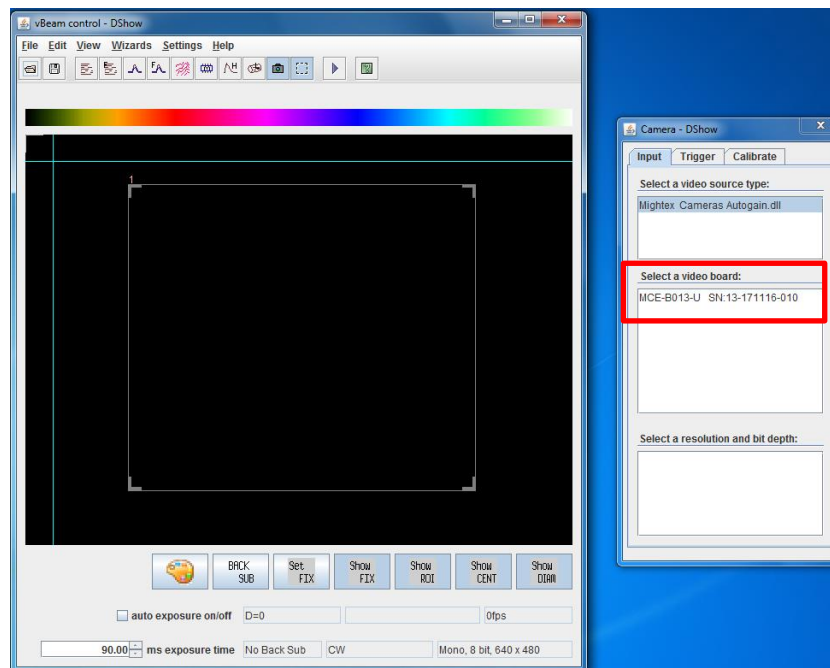 vBeam control - DShow
File Edit View Wizards Settings Help
1
BACK SUB
Set FIX
Show FIX
Show ROI
Show CENT
Show DIAM
auto exposure on/off D=0 0fps
90.00 ms exposure time No Back Sub CW Mono, 8 bit, 640 x 480
Camera - DShow
Input Trigger Calibrate
Select a video source type:
Mightex Cameras Autogain.dll
Select a video board:
MCE-B013-U SN:13-171116-010
Select a resolution and bit depth: